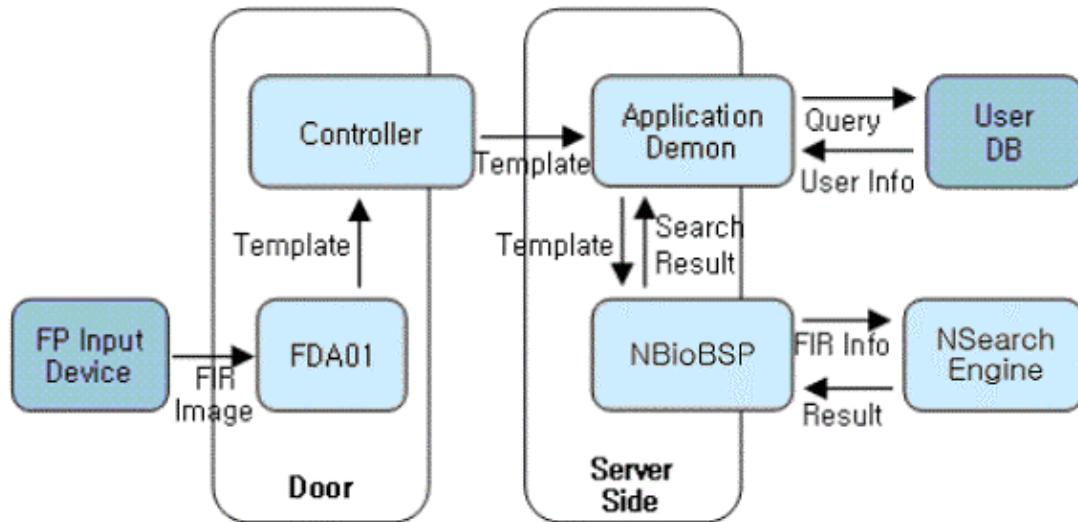 Controller
Template
Application
Demon
Query
User Info
User
DB
Template
Template
Search
Result
FP Input
Device
FIR
Image
FDA01
NBioBSP
FIR Info
Result
NSearch
Engine
Door
Server
Side